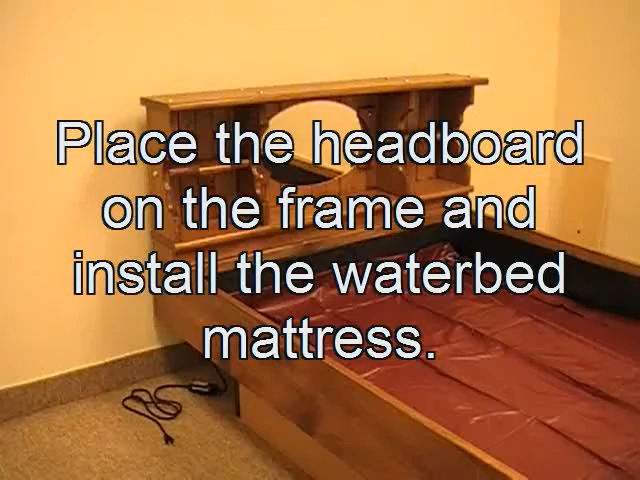 Place the headboard
on the frame and
install the waterbed
mattress.